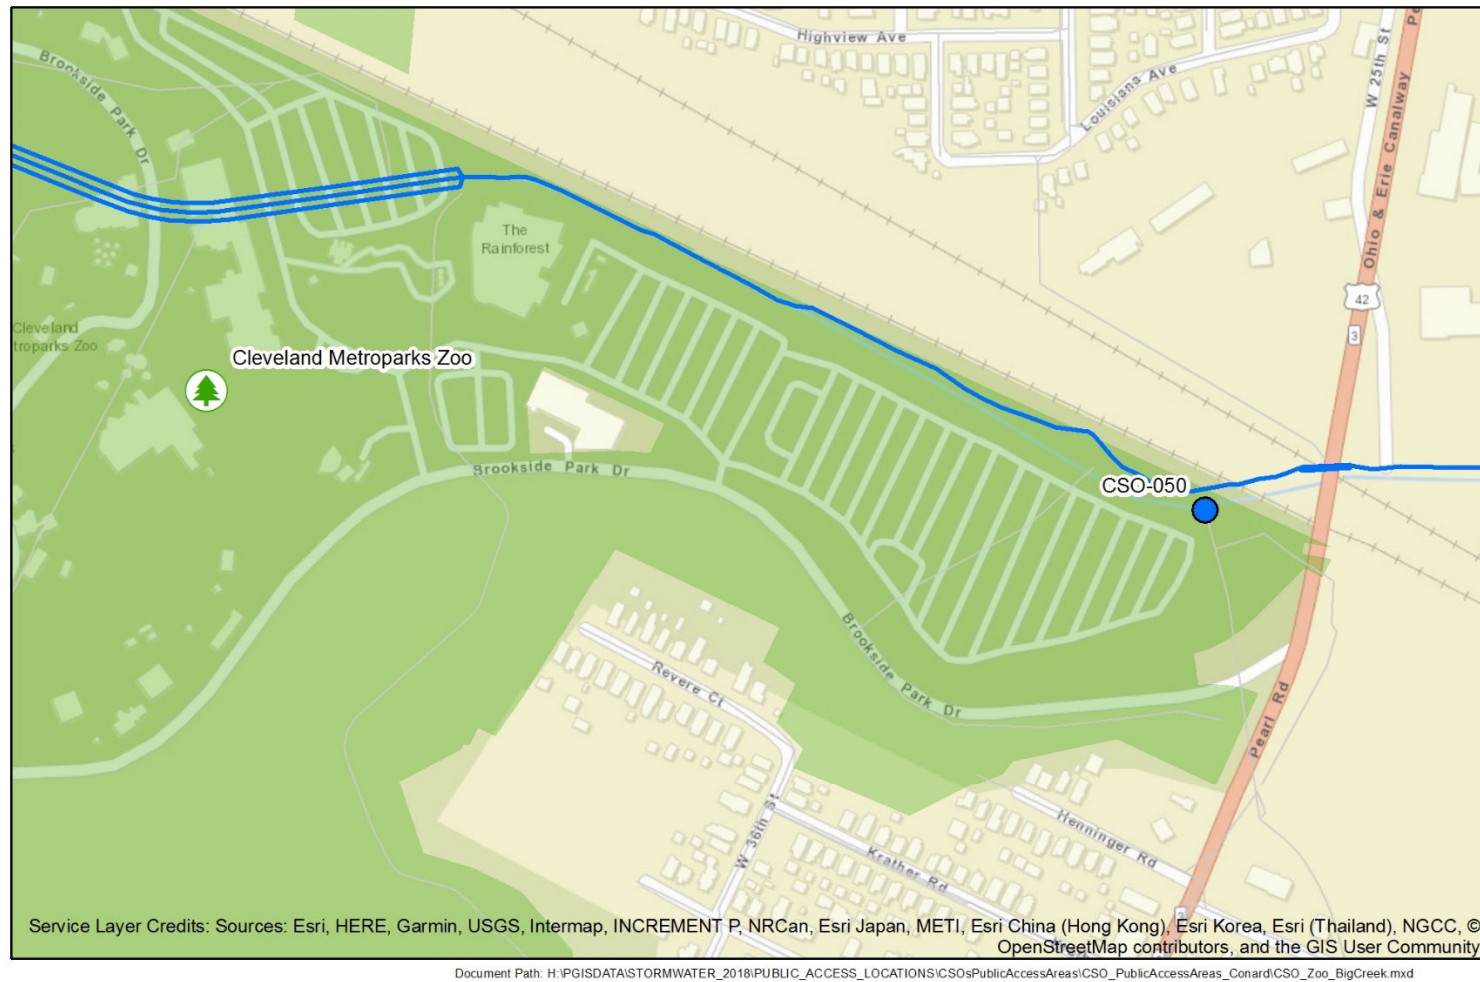 Highview Ave
Louisiana Ave
W 25th St
Pe
Ohio & Erie Canalway
42
3
Brookside Park Dr
The
Rainforest
Cleveland
troparks Zoo
Cleveland Metroparks Zoo
Brookside Park Dr
CSO-050
Brookside Park Dr
Revere Ct
Pearl Rd
W 36th St
Krather Rd
Henninger Rd
3
Service Layer Credits: Sources: Esri, HERE, Garmin, USGS, Intermap, INCREMENT P, NRCan, Esri Japan, METI, Esri China (Hong Kong), Esri Korea, Esri (Thailand), NGCC, ©
OpenStreetMap contributors, and the GIS User Community
Document Path: H:\PGISDATA\STORMWATER_2018\PUBLIC_ACCESS_LOCATIONS\CSOsPublicAccessAreas\CSO_PublicAccessAreas_Conard\CSO_Zoo_BigCreek.mxd